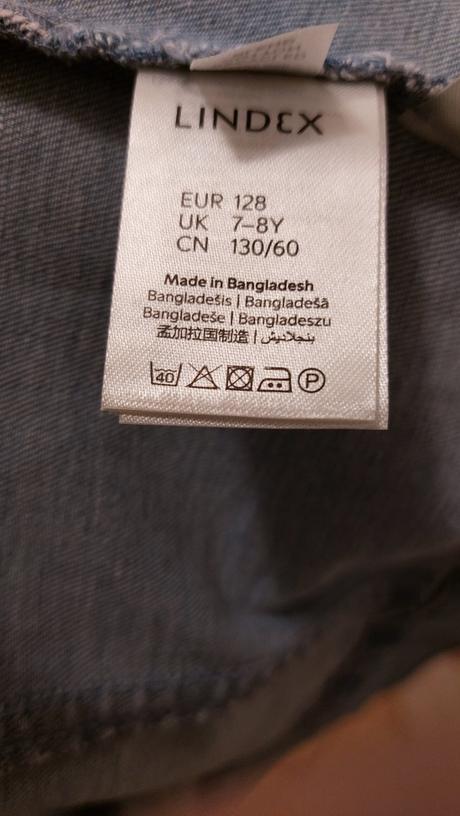 LINDEX
EUR 128
UK 7–8Y
CN 130/60
Made in Bangladesh
Bangladešis | Bangladešā
Bangladeše | Bangladeszu
孟加拉国制造 | بنجلاديش
40
P